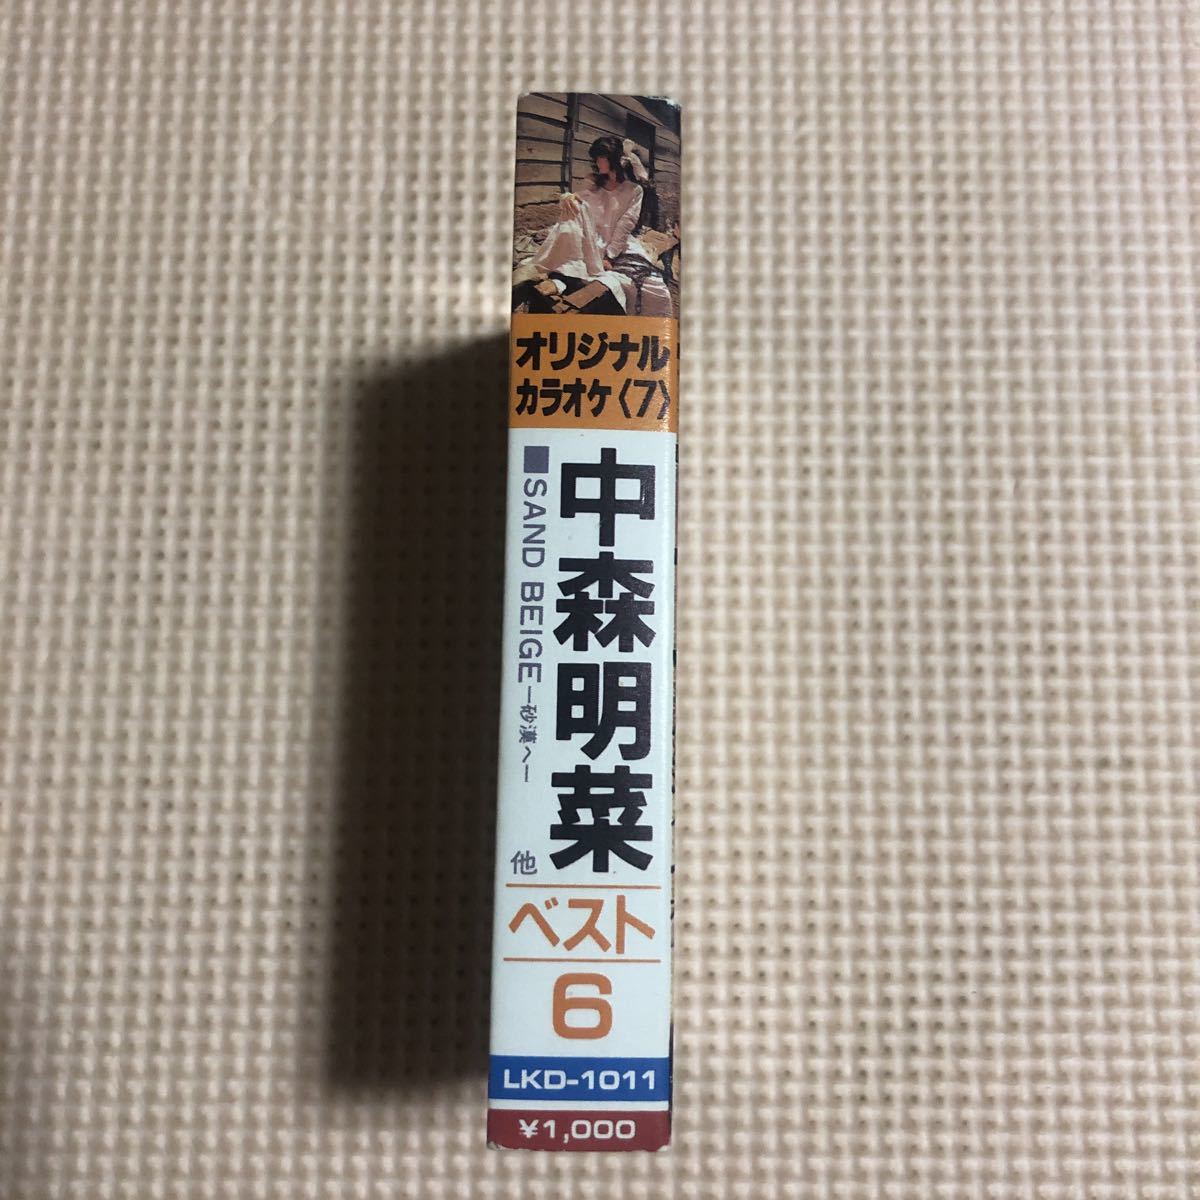 オリジナル
カラオケ〈7〉
中森明菜
■SAND BEIGE―砂漠へ― 他
ベスト
6
LKD-1011
¥1,000